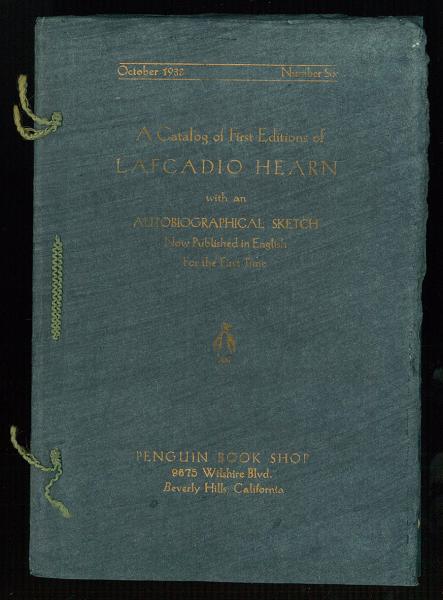 October 1932 Number Six
A Catalog of First Editions of
LAFCADIO HEARN
with an
AUTOBIOGRAPHICAL SKETCH
Now Published in English
For the First Time
PENGUIN BOOK SHOP
9675 Wilshire Blvd.
Beverly Hills, California